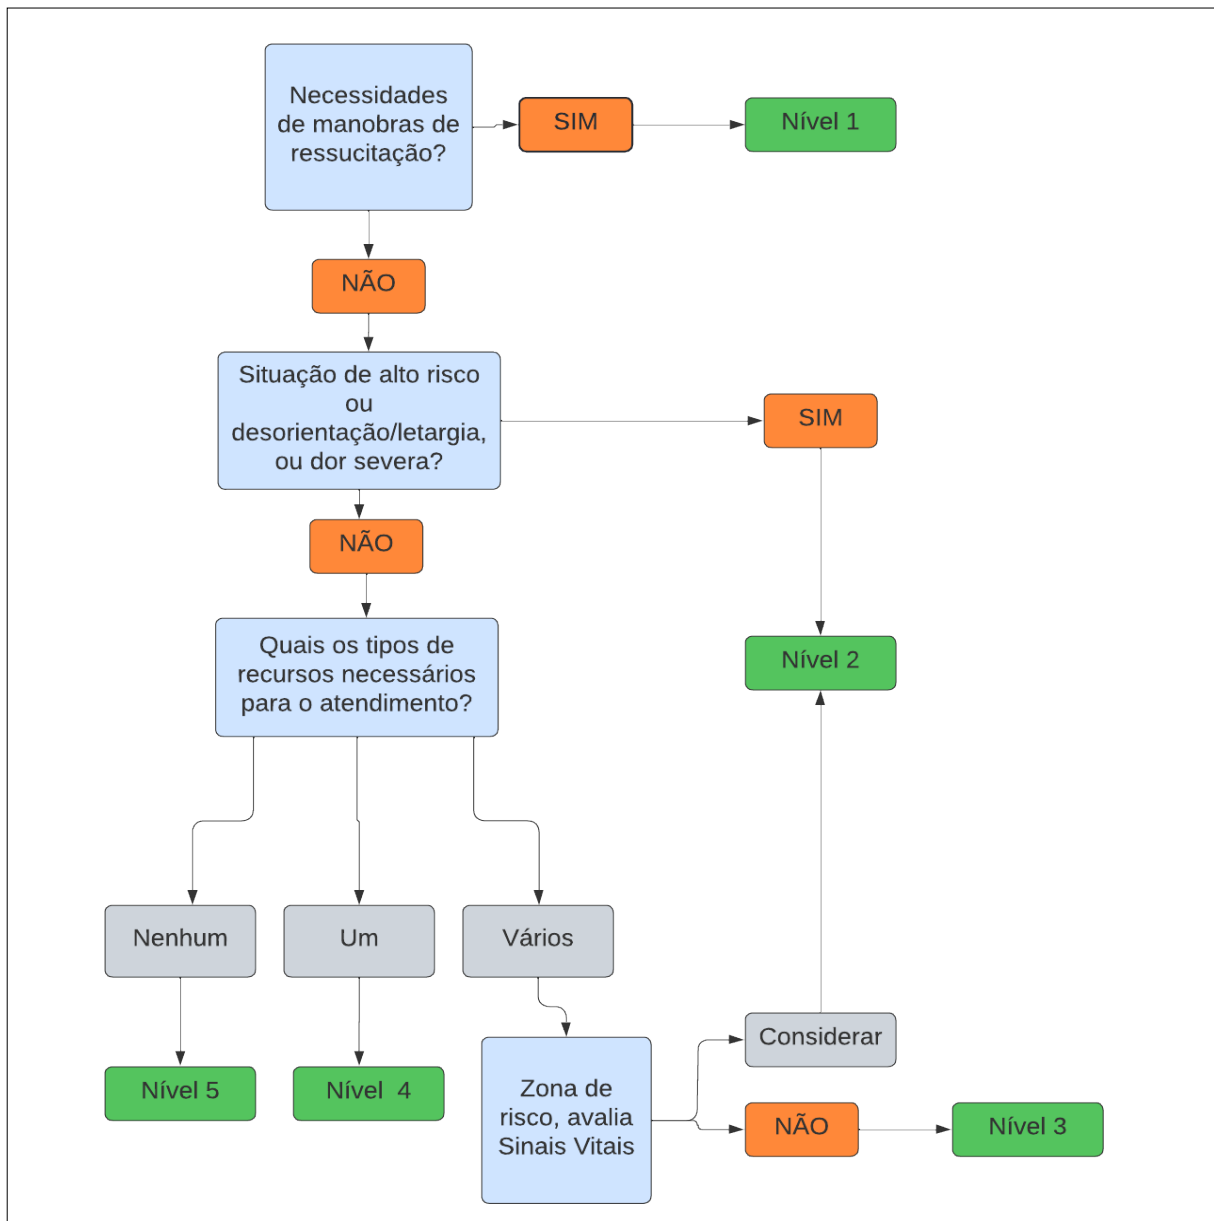 Necessidades
de manobras de
ressucitação?
SIM
Nível 1
NÃO
Situação de alto risco
ou
desorientação/letargia,
ou dor severa?
SIM
NÃO
Quais os tipos de
recursos necessários
para o atendimento?
Nível 2
Nenhum
Um
Vários
Considerar
Nível 5
Nível 4
Zona de
risco, avalia
Sinais Vitais
NÃO
Nível 3